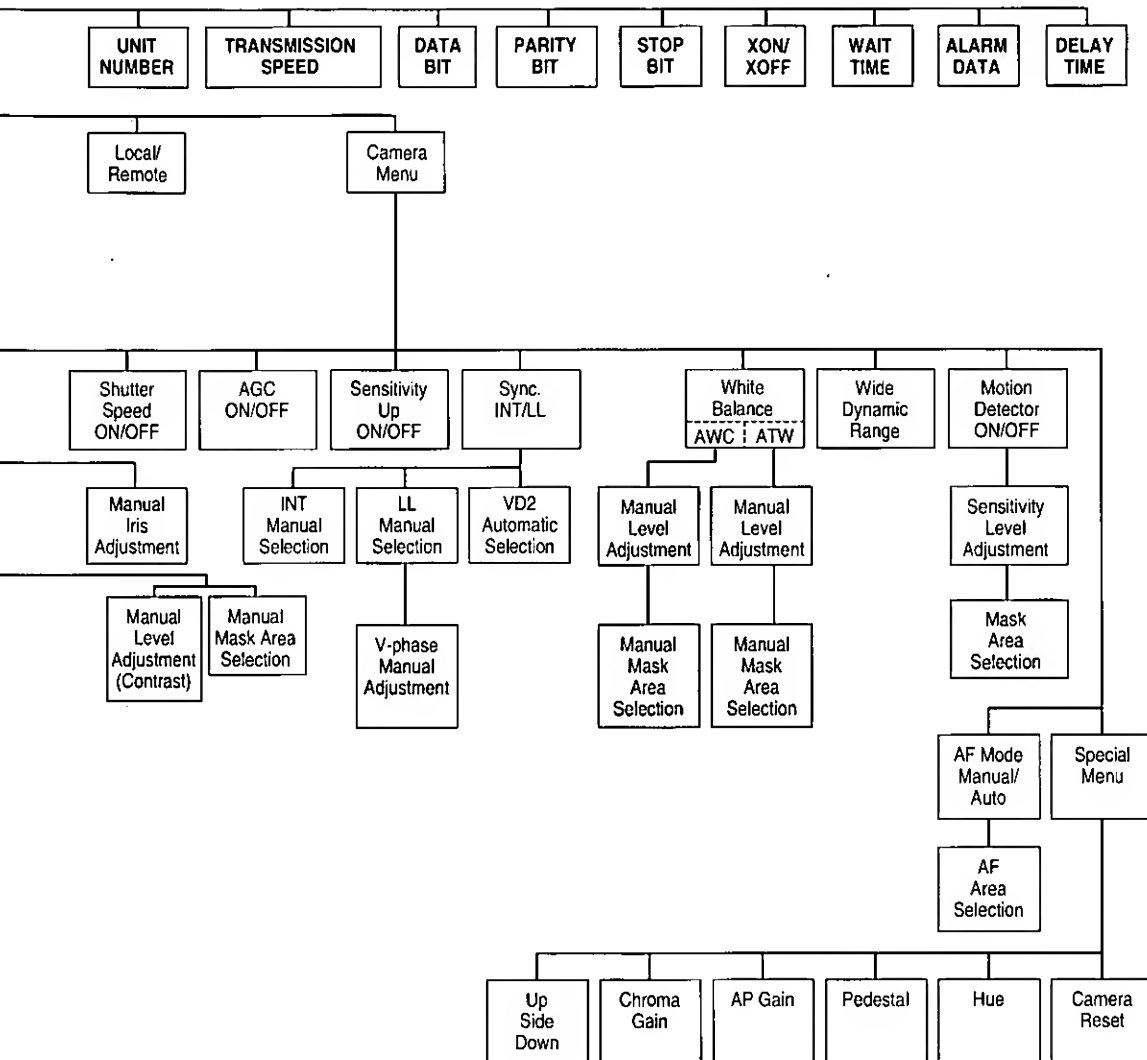 UNIT
NUMBER
TRANSMISSION
SPEED
DATA
BIT
PARITY
BIT
STOP
BIT
XON/
XOFF
WAIT
TIME
ALARM
DATA
DELAY
TIME
Local/
Remote
Camera
Menu
Shutter
Speed
ON/OFF
AGC
ON/OFF
Sensitivity
Up
ON/OFF
Sync.
INT/LL
White
Balance
AWC
ATW
Wide
Dynamic
Range
Motion
Detector
ON/OFF
Manual
Iris
Adjustment
INT
Manual
Selection
LL
Manual
Selection
VD2
Automatic
Selection
Manual
Level
Adjustment
Manual
Level
Adjustment
Sensitivity
Level
Adjustment
Manual
Level
Adjustment
(Contrast)
Manual
Mask Area
Selection
V-phase
Manual
Adjustment
Manual
Mask
Area
Selection
Manual
Mask
Area
Selection
Mask
Area
Selection
AF Mode
Manual/
Auto
Special
Menu
AF
Area
Selection
Up
Side
Down
Chroma
Gain
AP Gain
Pedestal
Hue
Camera
Reset